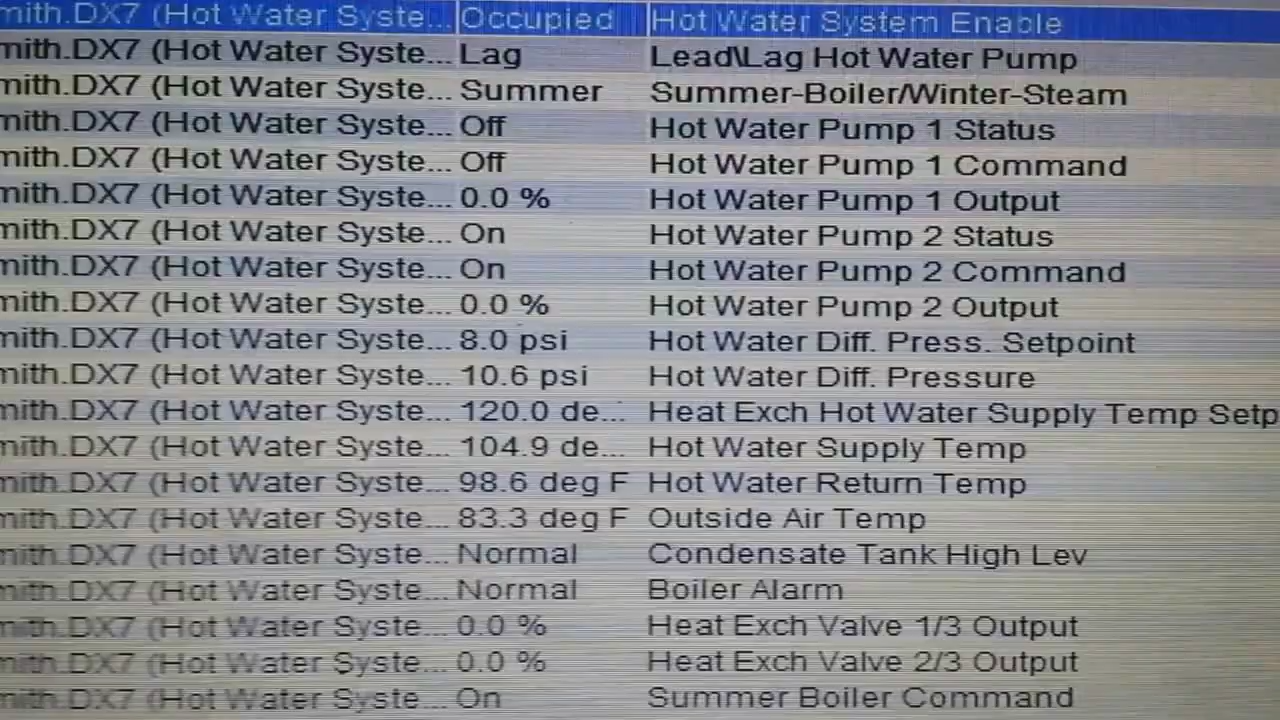 mith.DX7 (Hot Water Syste... Occupied Hot Water System Enable
mith.DX7 (Hot Water Syste... Lag Lead\Lag Hot Water Pump
mith.DX7 (Hot Water Syste... Summer Summer-Boiler/Winter-Steam
mith.DX7 (Hot Water Syste... Off Hot Water Pump 1 Status
mith.DX7 (Hot Water Syste... Off Hot Water Pump 1 Command
mith.DX7 (Hot Water Syste... 0.0 % Hot Water Pump 1 Output
mith.DX7 (Hot Water Syste... On Hot Water Pump 2 Status
mith.DX7 (Hot Water Syste... On Hot Water Pump 2 Command
mith.DX7 (Hot Water Syste... 0.0 % Hot Water Pump 2 Output
mith.DX7 (Hot Water Syste... 8.0 psi Hot Water Diff. Press. Setpoint
mith.DX7 (Hot Water Syste... 10.6 psi Hot Water Diff. Pressure
mith.DX7 (Hot Water Syste... 120.0 de... Heat Exch Hot Water Supply Temp Setp
mith.DX7 (Hot Water Syste... 104.9 de... Hot Water Supply Temp
mith.DX7 (Hot Water Syste... 98.6 deg F Hot Water Return Temp
mith.DX7 (Hot Water Syste... 83.3 deg F Outside Air Temp
mith.DX7 (Hot Water Syste... Normal Condensate Tank High Lev
mith.DX7 (Hot Water Syste... Normal Boiler Alarm
mith.DX7 (Hot Water Syste... 0.0 % Heat Exch Valve 1/3 Output
mith.DX7 (Hot Water Syste... 0.0 % Heat Exch Valve 2/3 Output
mith.DX7 (Hot Water Syste... On Summer Boiler Command